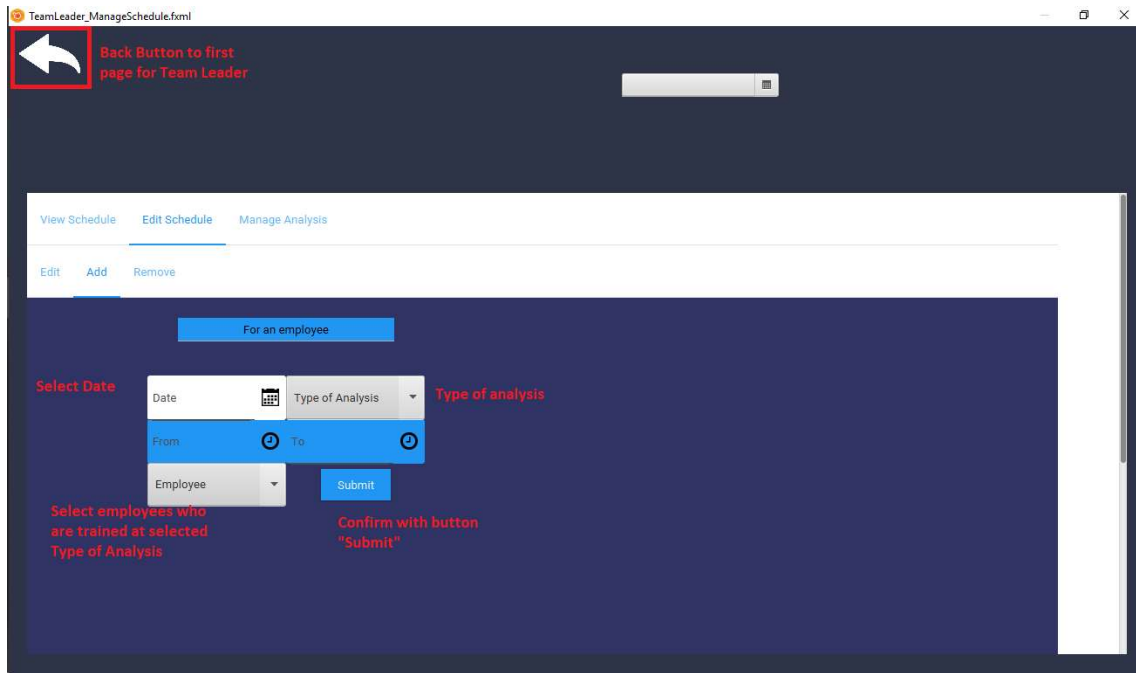 TeamLeader_ManageSchedule.fxml
Back Button to first
page for Team Leader
View Schedule Edit Schedule Manage Analysis
Edit Add Remove
For an employee
Select Date
Date
Type of Analysis
Type of analysis
From
To
Employee
Submit
Select employees who
are trained at selected
Type of Analysis
Confirm with button
"Submit"